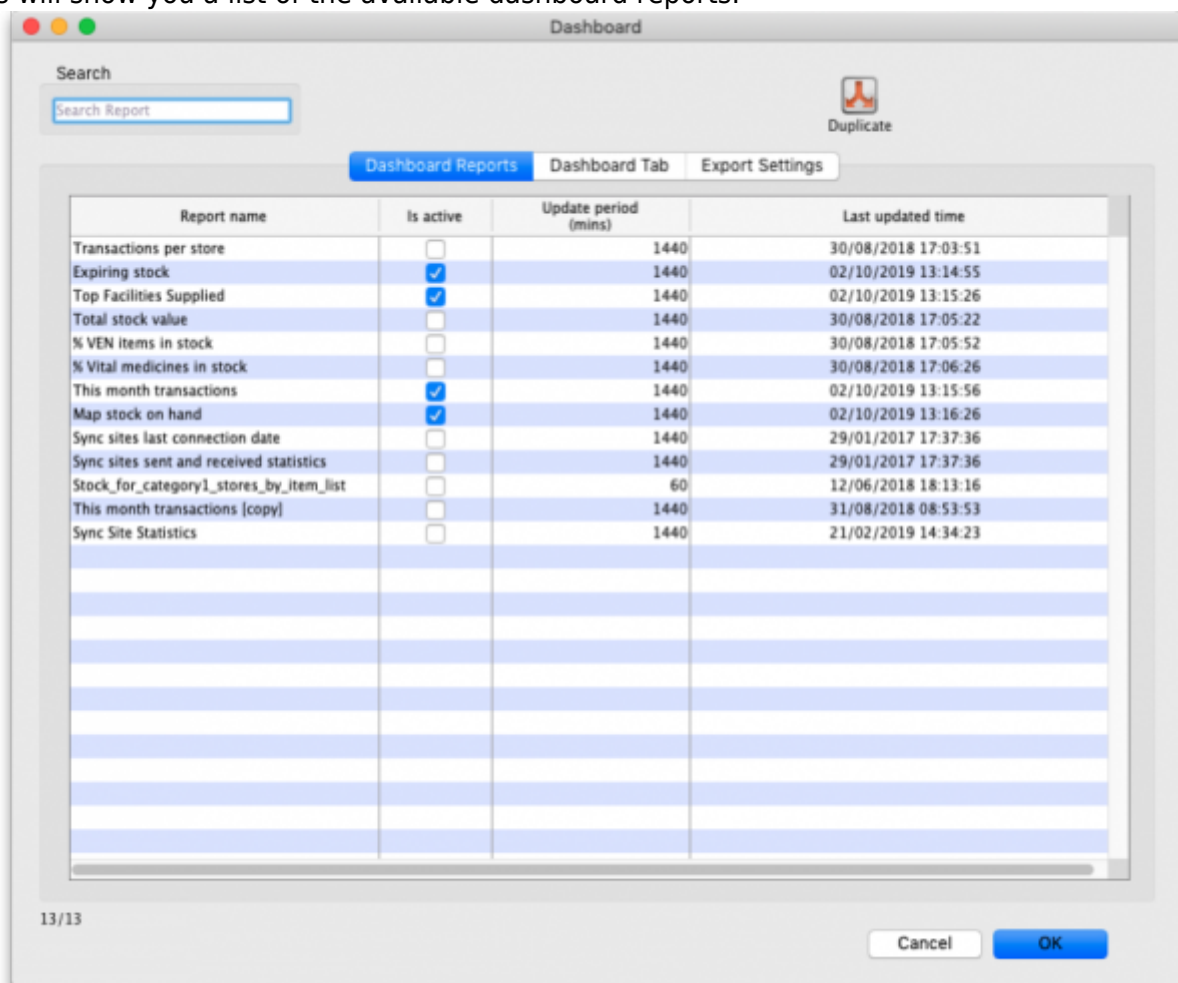 will show you a list of the available dashboard reports.
Dashboard
Search
Search Report
Duplicate
Dashboard Reports Dashboard Tab Export Settings
Report name Is active Update period (mins) Last updated time
Transactions per store 1440 30/08/2018 17:03:51
Expiring stock 1440 02/10/2019 13:14:55
Top Facilities Supplied 1440 02/10/2019 13:15:26
Total stock value 1440 30/08/2018 17:05:22
% VEN items in stock 1440 30/08/2018 17:05:52
% Vital medicines in stock 1440 30/08/2018 17:06:26
This month transactions 1440 02/10/2019 13:15:56
Map stock on hand 1440 02/10/2019 13:16:26
Sync sites last connection date 1440 29/01/2017 17:37:36
Sync sites sent and received statistics 1440 29/01/2017 17:37:36
Stock_for_category1_stores_by_item_list 60 12/06/2018 18:13:16
This month transactions [copy] 1440 31/08/2018 08:53:53
Sync Site Statistics 1440 21/02/2019 14:34:23
13/13
Cancel OK